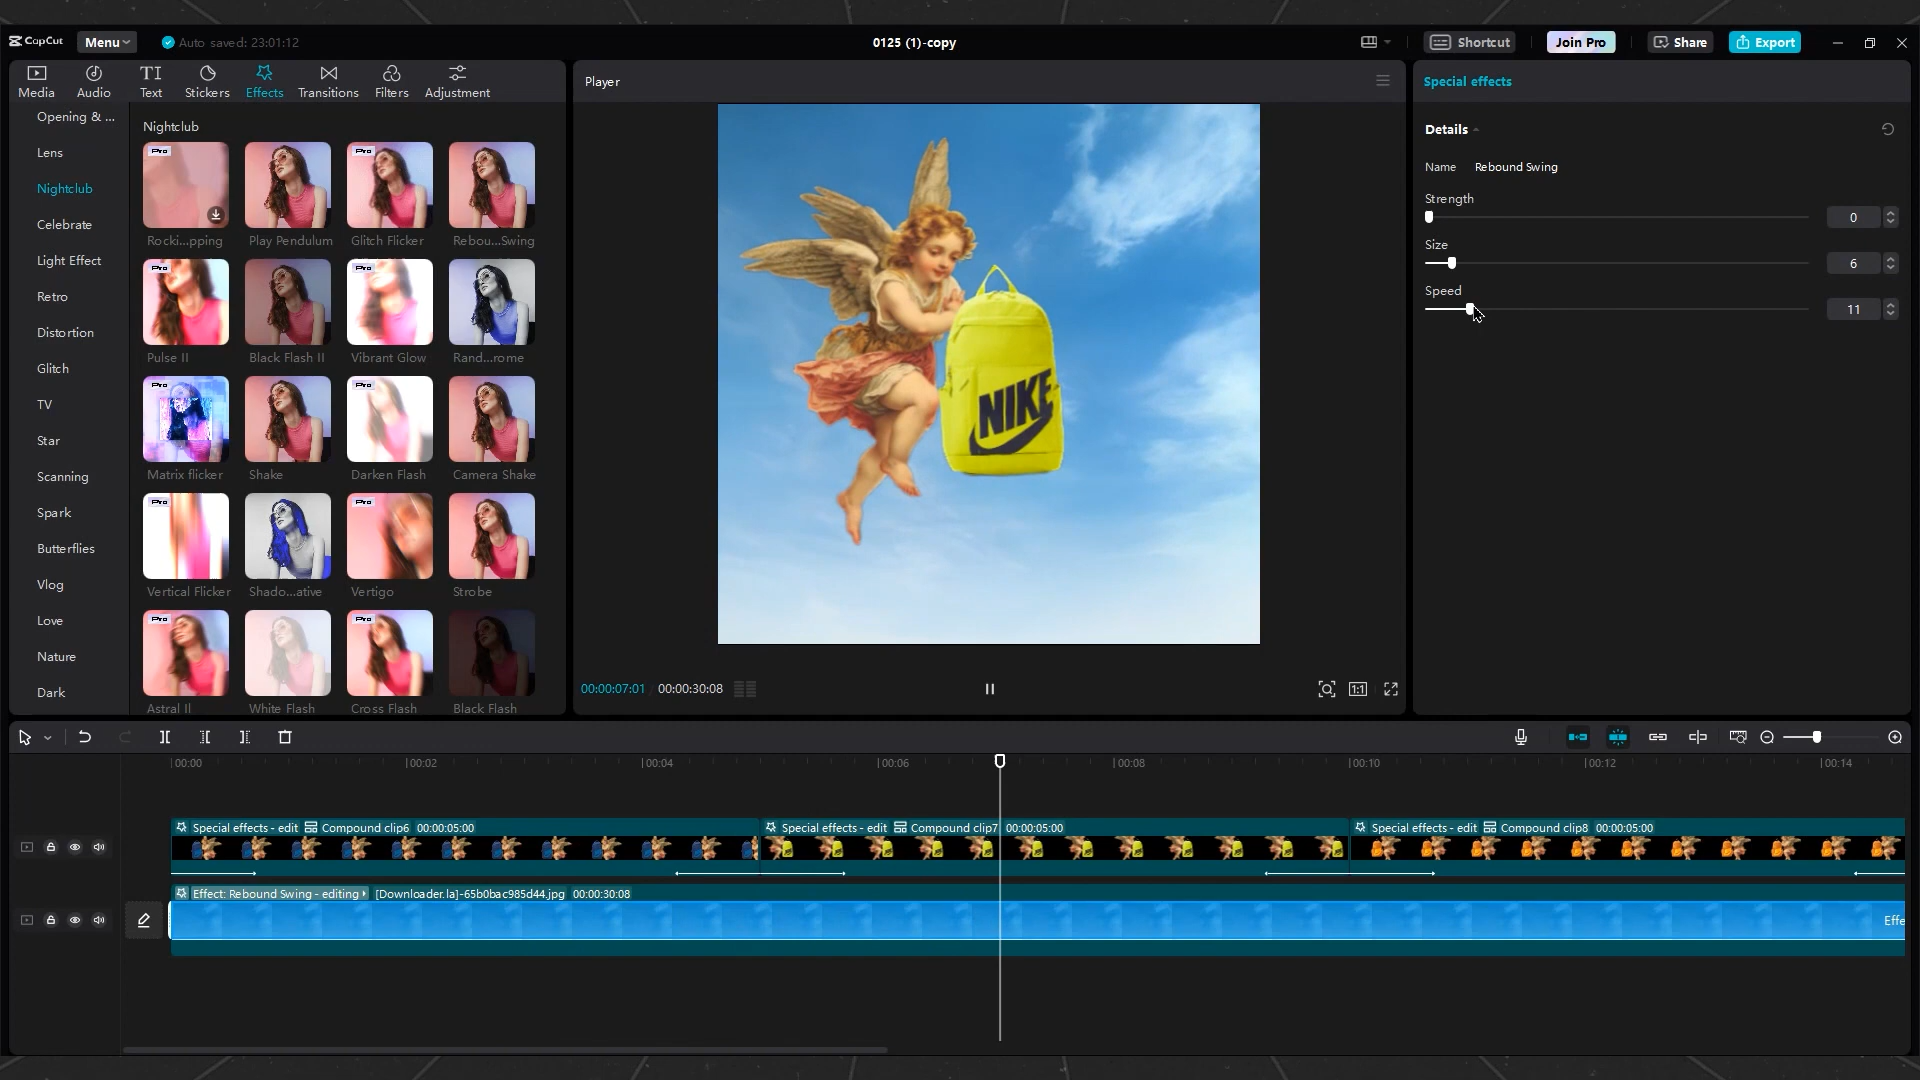 CapCut
Menu
Auto saved: 23:01:12
0125 (1)-copy
Shortcut
Join Pro
Share
Export
Media
Audio
TI
Text
Stickers
Effects
Transitions
Filters
Adjustment
Opening & ...
Lens
Nightclub
Celebrate
Light Effect
Retro
Distortion
Glitch
TV
Star
Scanning
Spark
Butterflies
Vlog
Love
Nature
Dark
Nightclub
Pro
Pro
Rocki...pping
Play Pendulum
Glitch Flicker
Rebou...Swing
Pro
Pro
Pulse II
Black Flash II
Vibrant Glow
Rand...rome
Pro
Pro
Matrix flicker
Shake
Darken Flash
Camera Shake
Pro
Pro
Vertical Flicker
Shado...ative
Vertigo
Strobe
Pro
Pro
Astral II
White Flash
Cross Flash
Black Flash
Player
NIKE
00:00:07:01
00:00:30:08
1:1
Special effects
Details
Name Rebound Swing
Strength
0
Size
6
Speed
11
00:00
00:02
00:04
00:06
00:08
00:10
00:12
00:14
Special effects - edit Compound clip6 00:00:05:00
Special effects - edit Compound clip7 00:00:05:00
Special effects - edit Compound clip8 00:00:05:00
Effect: Rebound Swing - editing [Downloader.la]-65b0bac985d44.jpg 00:00:30:08
Effe